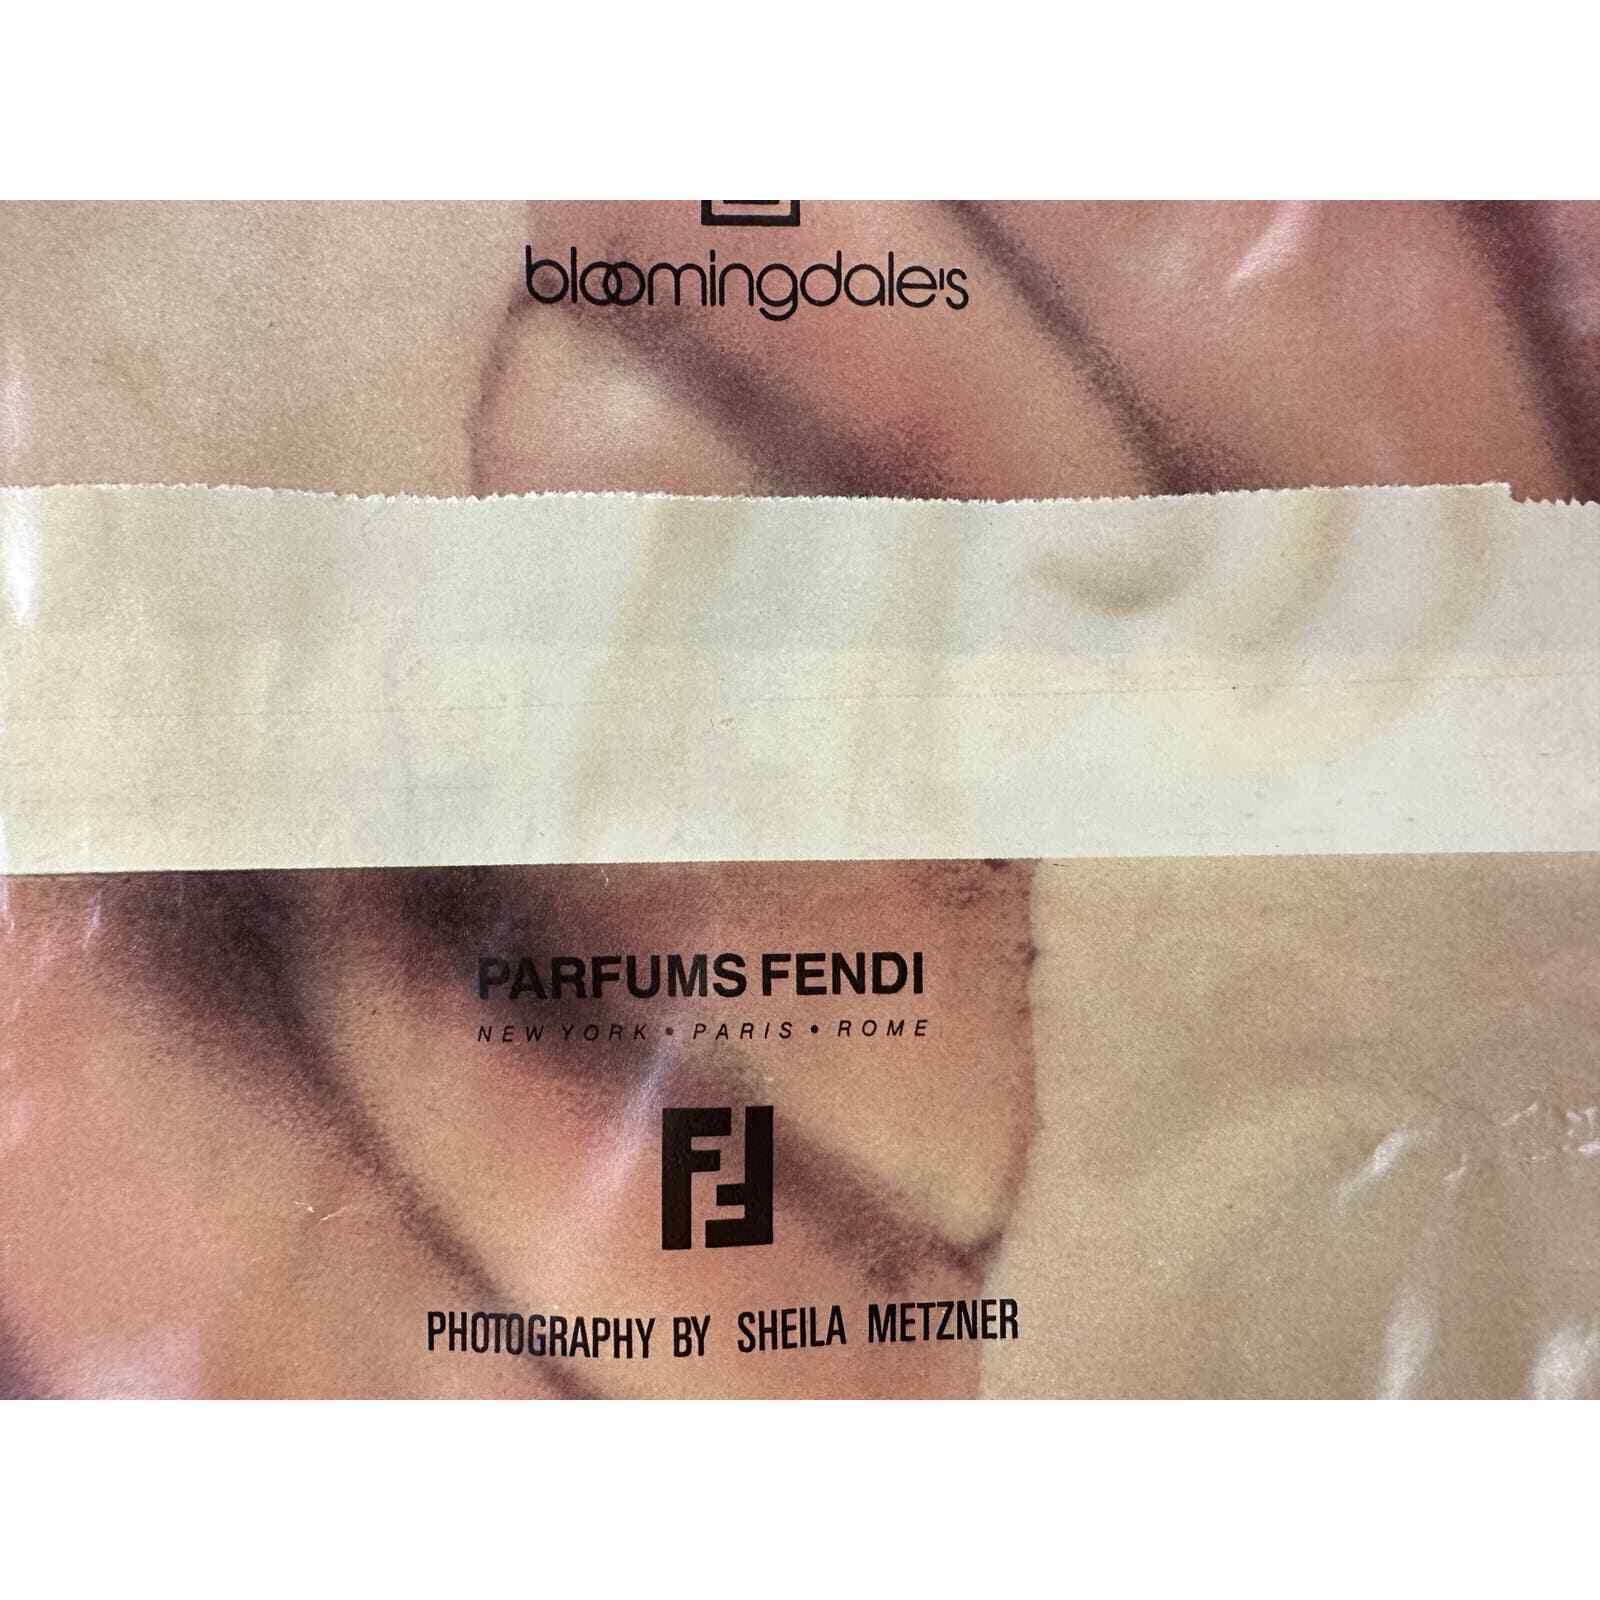 bloomingdale's
PARFUMS FENDI
NEW YORK • PARIS • ROME
PHOTOGRAPHY BY SHEILA METZNER